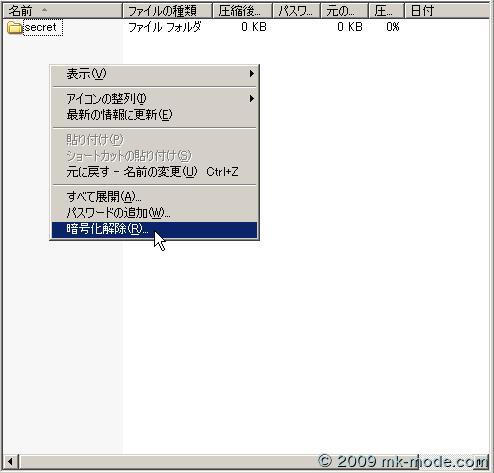 名前 ファイルの種類 圧縮後... パスワ... 元の... 圧... 日付
secret ファイル フォルダ 0 KB 0 KB 0%
表示(V)
アイコンの整列(I)
最新の情報に更新(E)
貼り付け(P)
ショートカットの貼り付け(S)
元に戻す - 名前の変更(U) Ctrl+Z
すべて展開(A)...
パスワードの追加(W)...
暗号化解除(R)...
© 2009 mk-mode.com